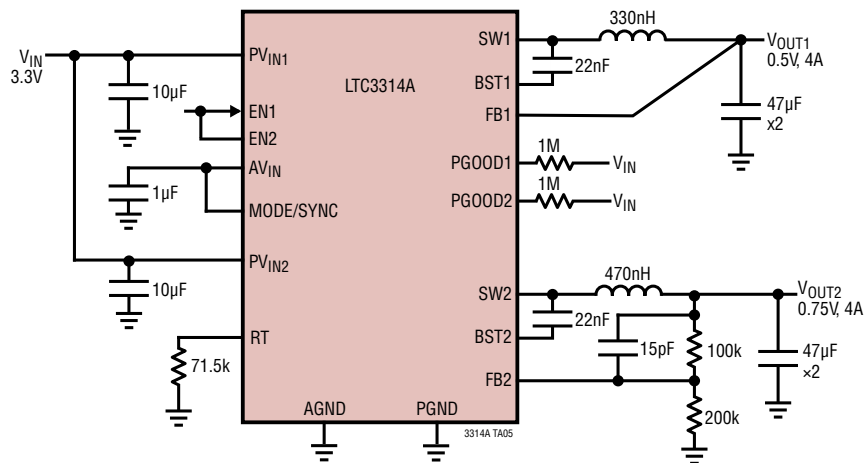 V_IN
3.3V
10µF
PV_IN1
EN1
EN2
AV_IN
1µF
MODE/SYNC
PV_IN2
10µF
RT
71.5k
AGND
PGND
LTC3314A
SW1
330nH
V_OUT1
0.5V, 4A
22nF
BST1
FB1
47µF
x2
PGOOD1
1M
V_IN
PGOOD2
1M
V_IN
SW2
470nH
V_OUT2
0.75V, 4A
22nF
BST2
15pF
100k
47µF
×2
FB2
200k
3314A TA05